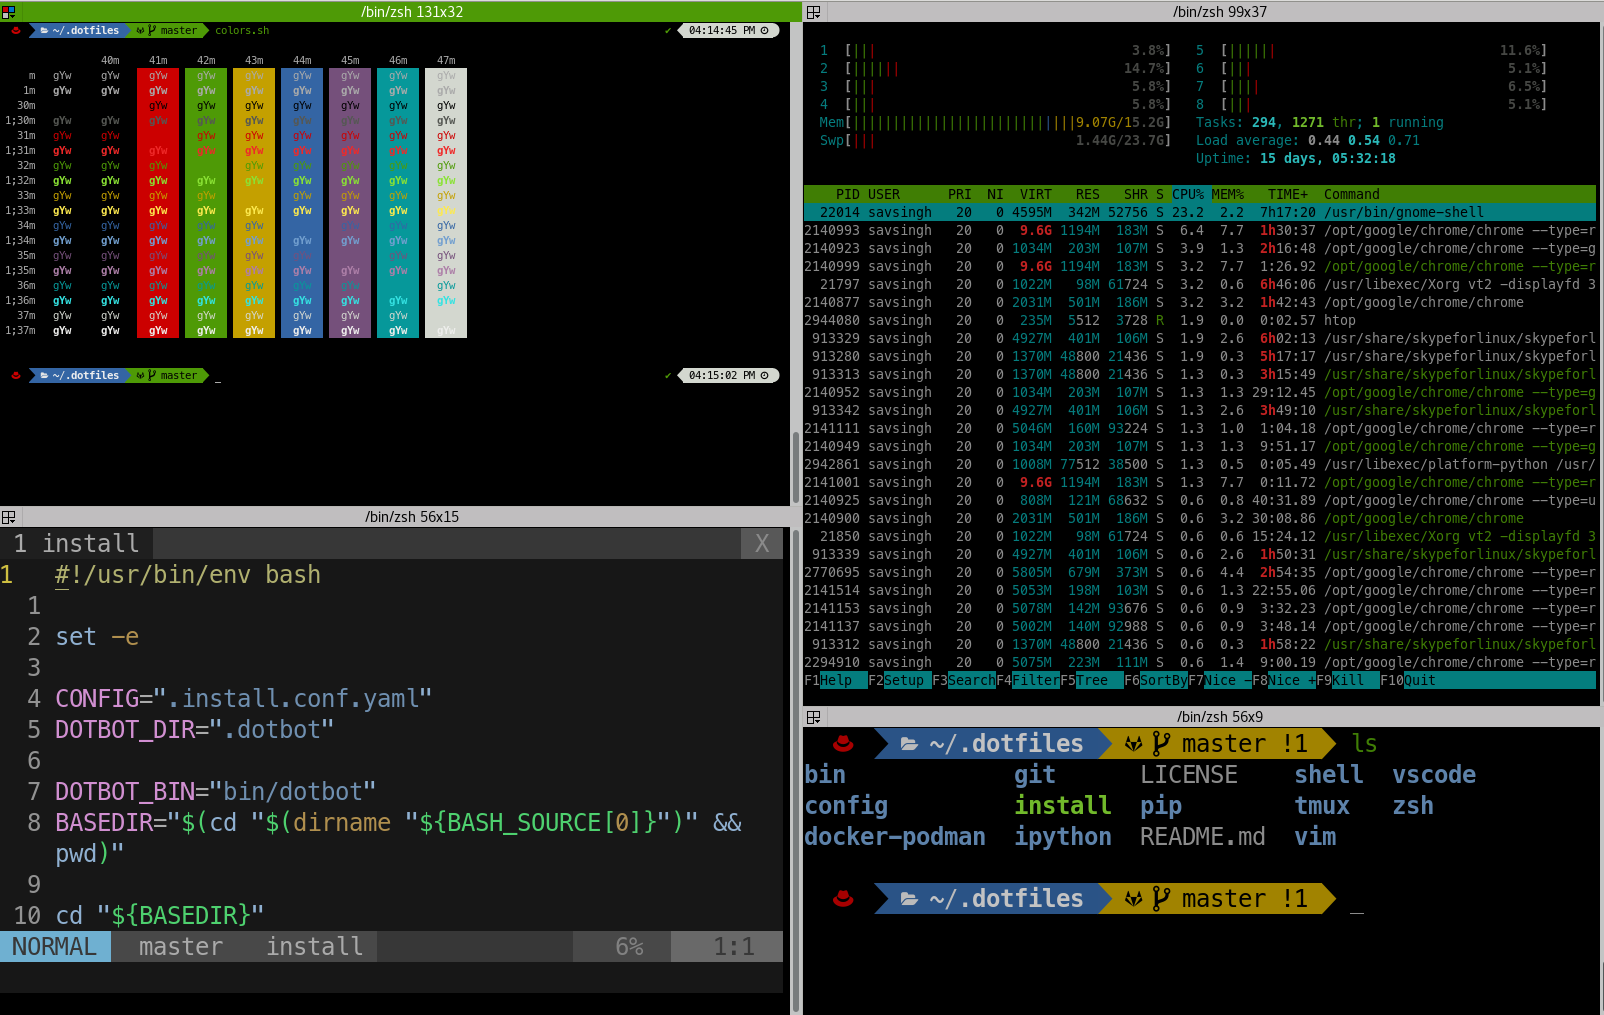 /bin/zsh 131x32
~/.dotfiles master colors.sh ✔ 04:14:45 PM
40m 41m 42m 43m 44m 45m 46m 47m
m gYw gYw gYw gYw gYw gYw gYw gYw gYw
1m gYw gYw gYw gYw gYw gYw gYw gYw gYw
30m gYw gYw gYw gYw gYw gYw gYw
1;30m gYw gYw gYw gYw gYw gYw gYw gYw gYw
31m gYw gYw gYw gYw gYw gYw gYw gYw
1;31m gYw gYw gYw gYw gYw gYw gYw gYw gYw
32m gYw gYw gYw gYw gYw gYw gYw gYw
1;32m gYw gYw gYw gYw gYw gYw gYw gYw gYw
33m gYw gYw gYw gYw gYw gYw gYw gYw
1;33m gYw gYw gYw gYw gYw gYw gYw gYw gYw
34m gYw gYw gYw gYw gYw gYw gYw gYw
1;34m gYw gYw gYw gYw gYw gYw gYw gYw gYw
35m gYw gYw gYw gYw gYw gYw gYw gYw
1;35m gYw gYw gYw gYw gYw gYw gYw gYw gYw
36m gYw gYw gYw gYw gYw gYw gYw gYw
1;36m gYw gYw gYw gYw gYw gYw gYw gYw gYw
37m gYw gYw gYw gYw gYw gYw gYw gYw
1;37m gYw gYw gYw gYw gYw gYw gYw gYw gYw
~/.dotfiles master _ ✔ 04:15:02 PM
/bin/zsh 56x15
1 install X
1 #!/usr/bin/env bash
1
2 set -e
3
4 CONFIG=".install.conf.yaml"
5 DOTBOT_DIR=".dotbot"
6
7 DOTBOT_BIN="bin/dotbot"
8 BASEDIR="$(cd "$(dirname "${BASH_SOURCE[0]}")" &&
pwd)"
9
10 cd "${BASEDIR}"
NORMAL master install 6% 1:1
/bin/zsh 99x37
1 [||| 3.8%] 5 [|||||| 11.6%]
2 [|||||| 14.7%] 6 [||| 5.1%]
3 [||| 5.8%] 7 [|||| 6.5%]
4 [||| 5.8%] 8 [||| 5.1%]
Mem[||||||||||||||||||||||||||||9.07G/15.2G] Tasks: 294, 1271 thr; 1 running
Swp[||| 1.44G/23.7G] Load average: 0.44 0.54 0.71
Uptime: 15 days, 05:32:18
PID USER PRI NI VIRT RES SHR S CPU% MEM% TIME+ Command
22014 savsingh 20 0 4595M 342M 52756 S 23.2 2.2 7h17:20 /usr/bin/gnome-shell
2140993 savsingh 20 0 9.6G 1194M 183M S 6.4 7.7 1h30:37 /opt/google/chrome/chrome --type=r
2140923 savsingh 20 0 1034M 203M 107M S 3.9 1.3 2h16:48 /opt/google/chrome/chrome --type=g
2140999 savsingh 20 0 9.6G 1194M 183M S 3.2 7.7 1:26.92 /opt/google/chrome/chrome --type=r
21797 savsingh 20 0 1022M 98M 61724 S 3.2 0.6 6h46:06 /usr/libexec/Xorg vt2 -displayfd 3
2140877 savsingh 20 0 2031M 501M 186M S 3.2 3.2 1h42:43 /opt/google/chrome/chrome
2944080 savsingh 20 0 235M 5512 3728 R 1.9 0.0 0:02.57 htop
913329 savsingh 20 0 4927M 401M 106M S 1.9 2.6 6h02:13 /usr/share/skypeforlinux/skypeforl
913280 savsingh 20 0 1370M 48800 21436 S 1.9 0.3 5h17:17 /usr/share/skypeforlinux/skypeforl
913313 savsingh 20 0 1370M 48800 21436 S 1.3 0.3 3h15:49 /usr/share/skypeforlinux/skypeforl
2140952 savsingh 20 0 1034M 203M 107M S 1.3 1.3 29:12.45 /opt/google/chrome/chrome --type=g
913342 savsingh 20 0 4927M 401M 106M S 1.3 2.6 3h49:10 /usr/share/skypeforlinux/skypeforl
2141111 savsingh 20 0 5046M 160M 93224 S 1.3 1.0 1:04.18 /opt/google/chrome/chrome --type=r
2140949 savsingh 20 0 1034M 203M 107M S 1.3 1.3 9:51.17 /opt/google/chrome/chrome --type=g
2942861 savsingh 20 0 1008M 77512 38500 S 1.3 0.5 0:05.49 /usr/libexec/platform-python /usr/
2141001 savsingh 20 0 9.6G 1194M 183M S 1.3 7.7 0:11.72 /opt/google/chrome/chrome --type=r
2140925 savsingh 20 0 808M 121M 68632 S 0.6 0.8 40:31.89 /opt/google/chrome/chrome --type=u
2140900 savsingh 20 0 2031M 501M 186M S 0.6 3.2 30:08.86 /opt/google/chrome/chrome
21850 savsingh 20 0 1022M 98M 61724 S 0.6 0.6 15:24.12 /usr/libexec/Xorg vt2 -displayfd 3
913339 savsingh 20 0 4927M 401M 106M S 0.6 2.6 1h50:31 /usr/share/skypeforlinux/skypeforl
2770695 savsingh 20 0 5805M 679M 373M S 0.6 4.4 2h54:35 /opt/google/chrome/chrome --type=r
2141514 savsingh 20 0 5053M 198M 103M S 0.6 1.3 22:55.06 /opt/google/chrome/chrome --type=r
2141153 savsingh 20 0 5078M 142M 93676 S 0.6 0.9 3:32.23 /opt/google/chrome/chrome --type=r
2141137 savsingh 20 0 5002M 140M 92988 S 0.6 0.9 3:48.14 /opt/google/chrome/chrome --type=r
913312 savsingh 20 0 1370M 48800 21436 S 0.6 0.3 1h58:22 /usr/share/skypeforlinux/skypeforl
2294910 savsingh 20 0 5075M 223M 111M S 0.6 1.4 9:00.19 /opt/google/chrome/chrome --type=r
F1Help F2Setup F3SearchF4FilterF5Tree F6SortByF7Nice -F8Nice +F9Kill F10Quit
/bin/zsh 56x9
~/.dotfiles master !1 ls
bin git LICENSE shell vscode
config install pip tmux zsh
docker-podman ipython README.md vim
~/.dotfiles master !1 _